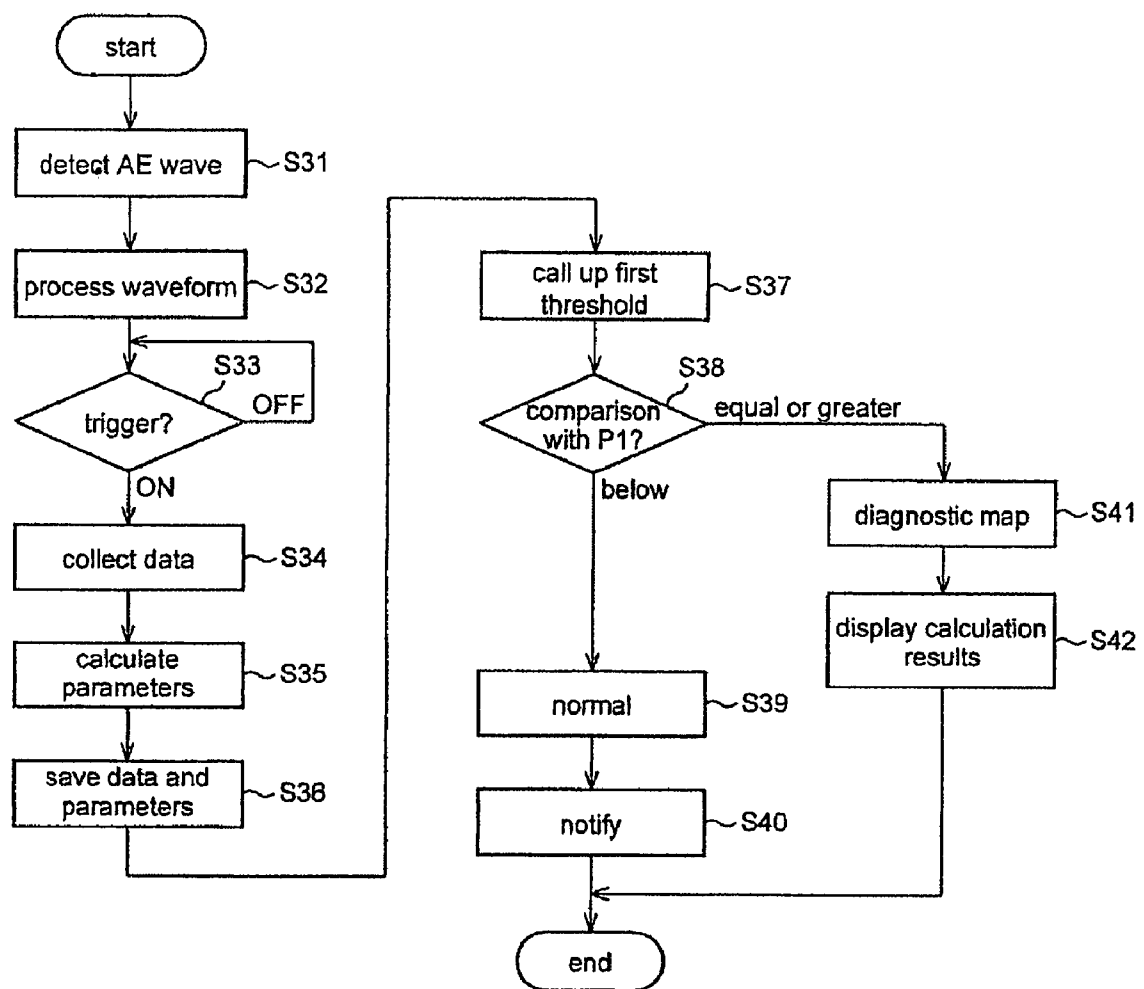 start
detect AE wave
S31
process waveform
S32
S33
trigger?
OFF
ON
collect data
S34
calculate
parameters
S35
save data and
parameters
S36
call up first
threshold
S37
S38
comparison
with P1?
equal or greater
below
diagnostic map
S41
display calculation
results
S42
normal
S39
notify
S40
end